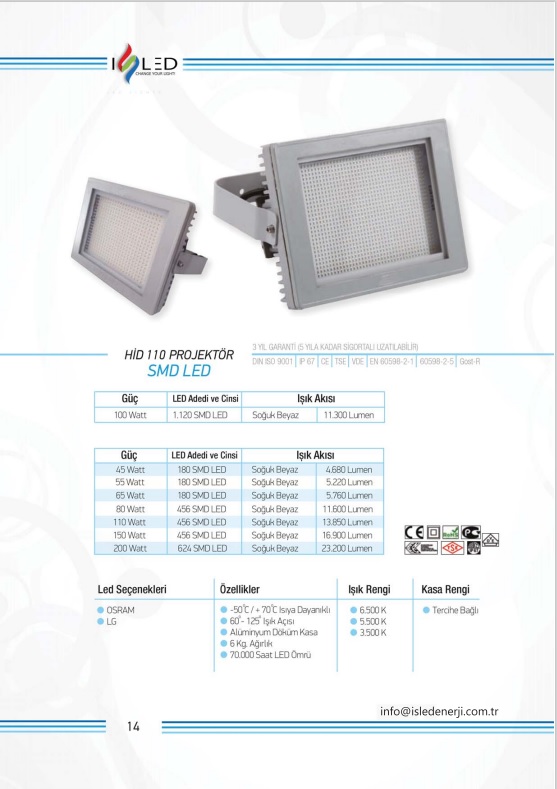 ISLED
CHANGE YOUR LIGHT!
HİD 110 PROJEKTÖR
SMD LED
3 YIL GARANTİ (5 YILA KADAR SİGORTALI UZATILABİLİR)
DIN ISO 9001 | IP 67 | CE | TSE | VDE | EN 60598-2-1 | 60598-2-5 | Gost-R
Güç LED Adedi ve Cinsi Işık Akısı
100 Watt 1.120 SMD LED Soğuk Beyaz 11.300 Lumen
Güç LED Adedi ve Cinsi Işık Akısı
45 Watt 180 SMD LED Soğuk Beyaz 4.680 Lumen
55 Watt 180 SMD LED Soğuk Beyaz 5.220 Lumen
65 Watt 180 SMD LED Soğuk Beyaz 5.760 Lumen
80 Watt 456 SMD LED Soğuk Beyaz 11.600 Lumen
110 Watt 456 SMD LED Soğuk Beyaz 13.850 Lumen
150 Watt 456 SMD LED Soğuk Beyaz 16.900 Lumen
200 Watt 624 SMD LED Soğuk Beyaz 23.200 Lumen
CE RoHS
TSE
Led Seçenekleri Özellikler Işık Rengi Kasa Rengi
OSRAM -50°C / + 70°C Isıya Dayanıklı 6.500 K Tercihe Bağlı
LG 60°- 125° Işık Açısı 5.500 K
Alüminyum Döküm Kasa 3.500 K
6 Kg. Ağırlık
70.000 Saat LED Ömrü
info@isledenerji.com.tr
14